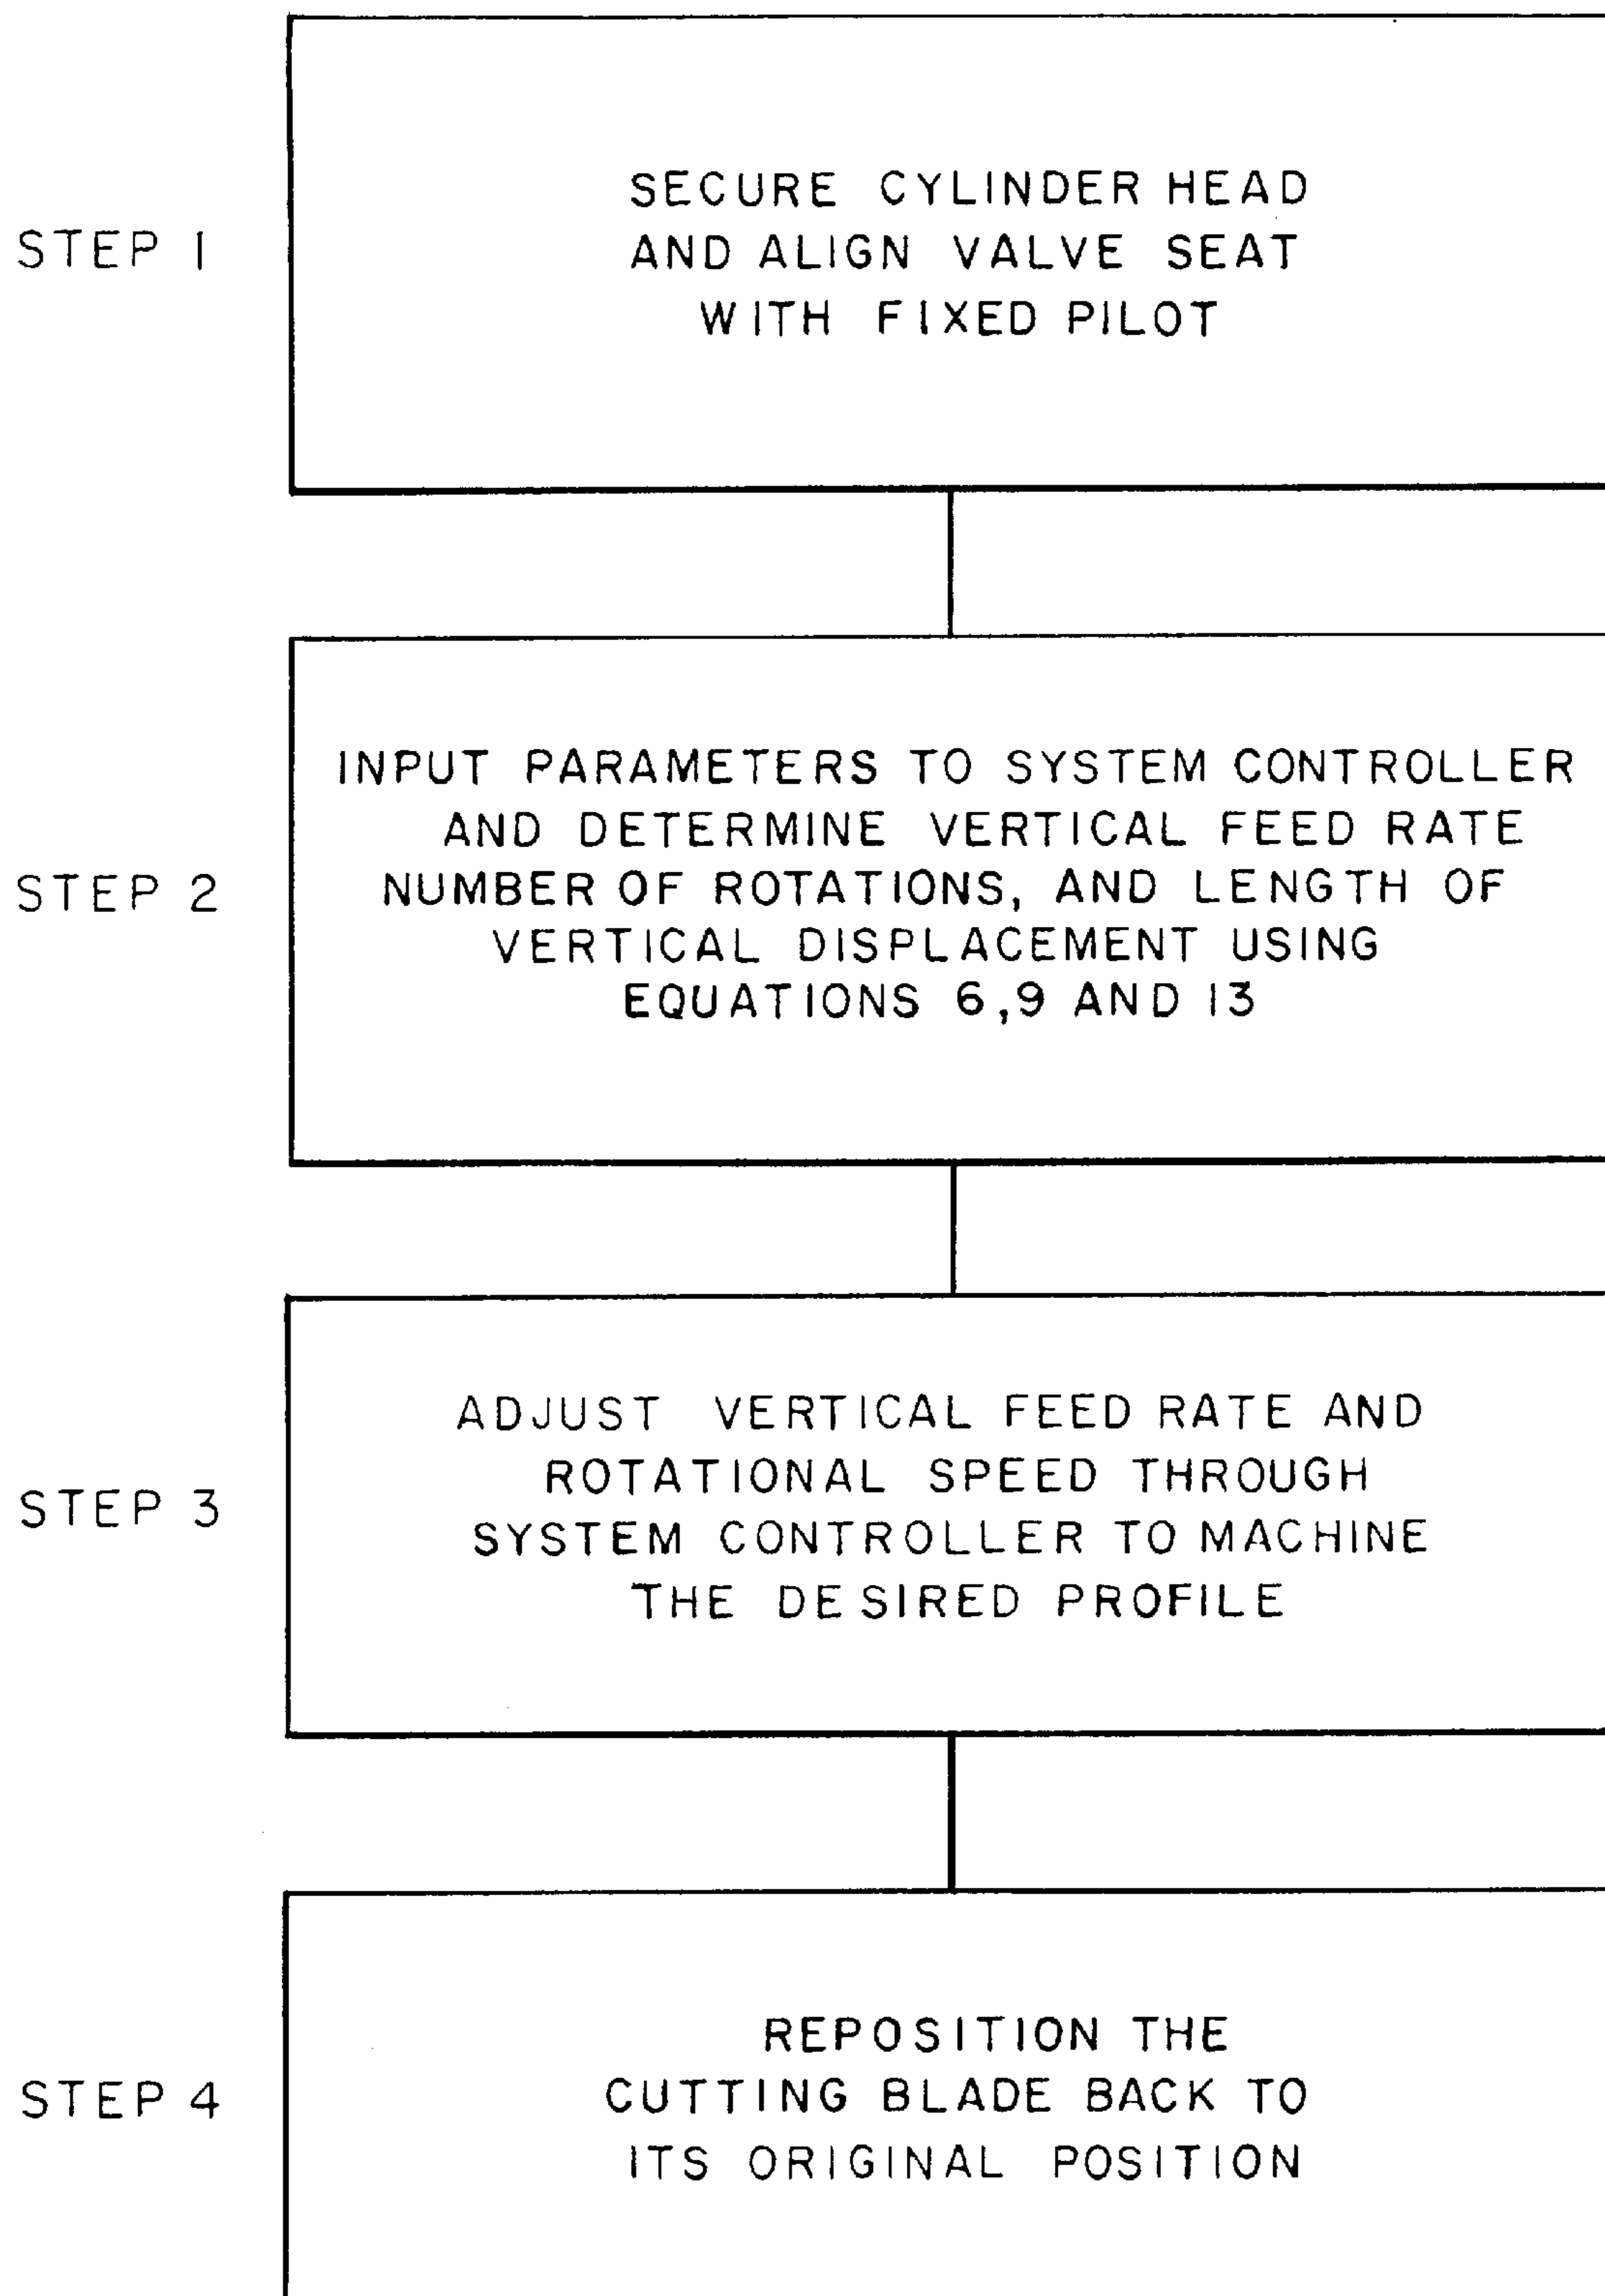 STEP 1
SECURE CYLINDER HEAD
AND ALIGN VALVE SEAT
WITH FIXED PILOT
STEP 2
INPUT PARAMETERS TO SYSTEM CONTROLLER
AND DETERMINE VERTICAL FEED RATE
NUMBER OF ROTATIONS, AND LENGTH OF
VERTICAL DISPLACEMENT USING
EQUATIONS 6,9 AND 13
STEP 3
ADJUST VERTICAL FEED RATE AND
ROTATIONAL SPEED THROUGH
SYSTEM CONTROLLER TO MACHINE
THE DESIRED PROFILE
STEP 4
REPOSITION THE
CUTTING BLADE BACK TO
ITS ORIGINAL POSITION